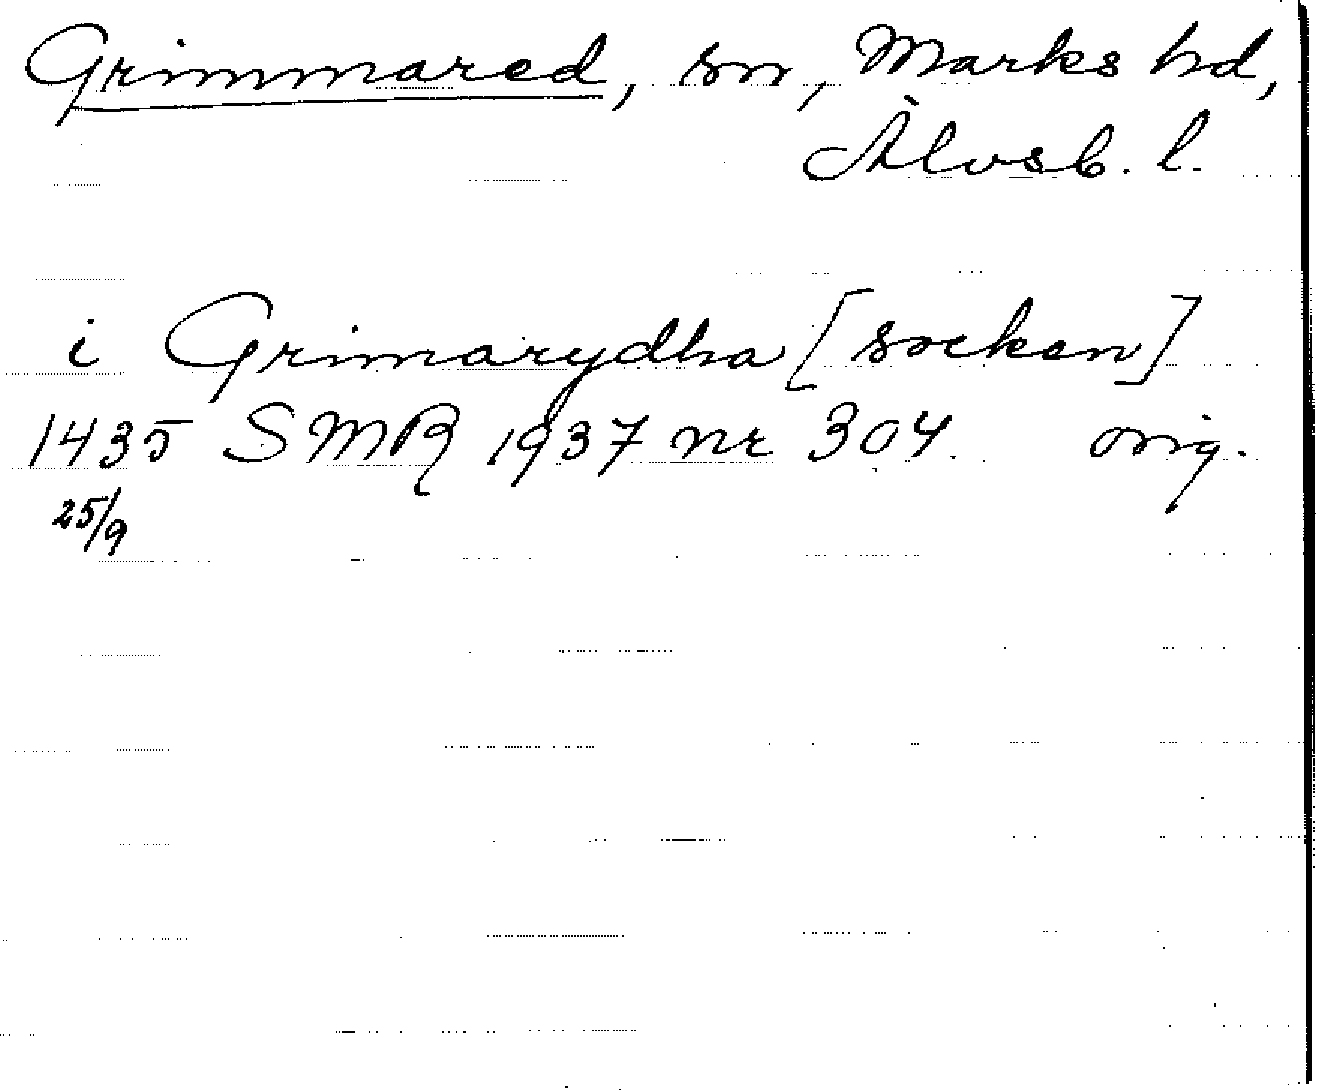 Grimmared, sn, Marks hd,
Älvsb. l.
i Grimarydha [socken]
1435 SMR 1937 nr 304 orig.
25/9